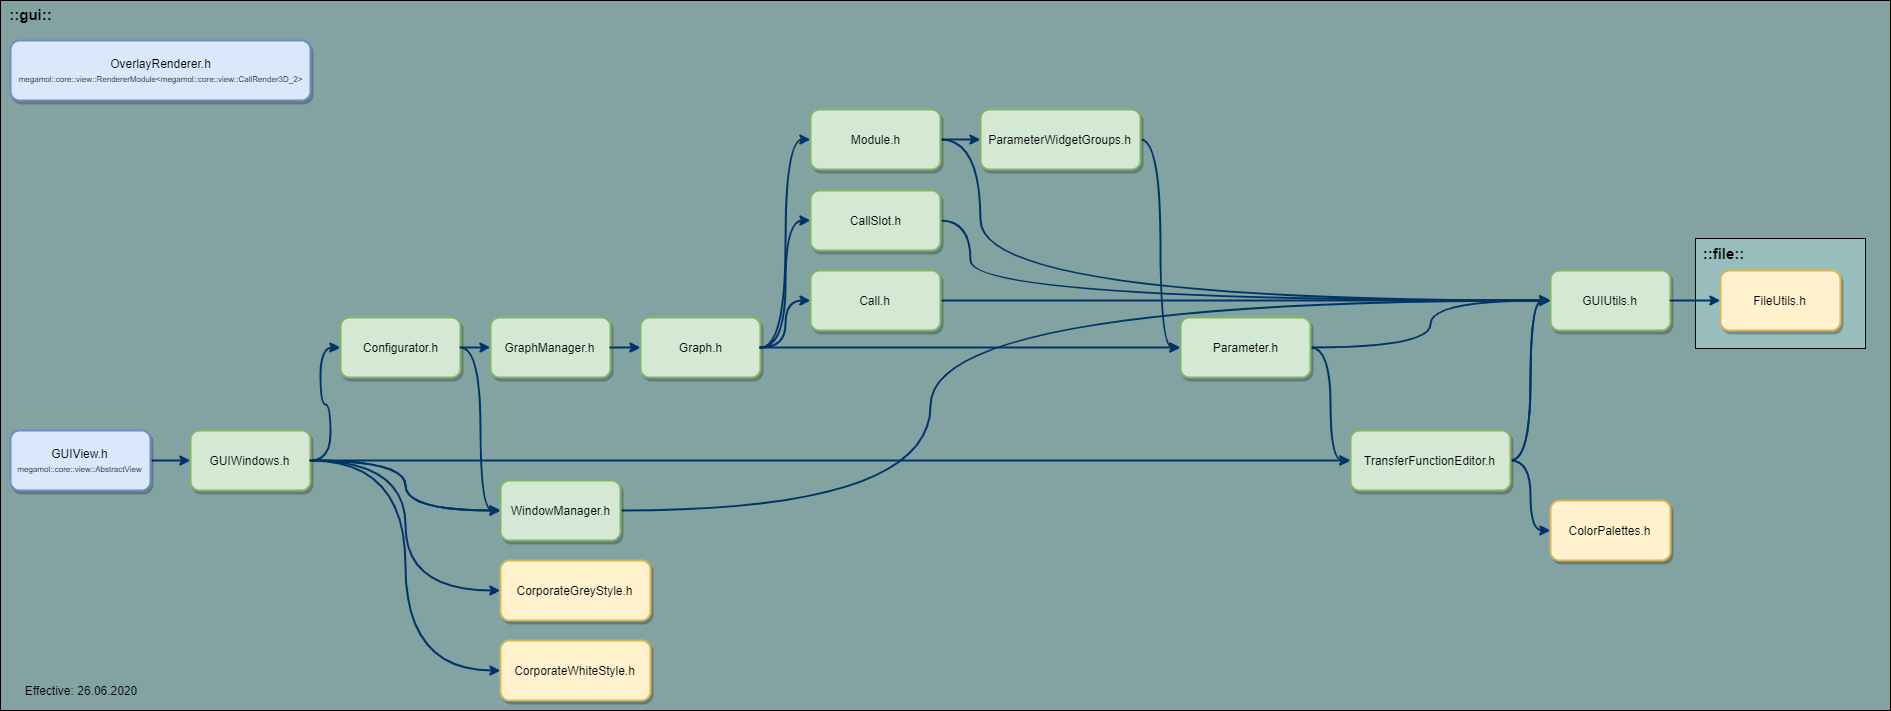 ::gui::
OverlayRenderer.h
megamol::core::view::RendererModule<megamol::core::view::CallRender3D_2>
Module.h
ParameterWidgetGroups.h
CallSlot.h
::file::
Call.h
GUIUtils.h
FileUtils.h
Configurator.h
GraphManager.h
Graph.h
Parameter.h
GUIView.h
megamol::core::view::AbstractView
GUIWindows.h
TransferFunctionEditor.h
WindowManager.h
ColorPalettes.h
CorporateGreyStyle.h
CorporateWhiteStyle.h
Effective: 26.06.2020